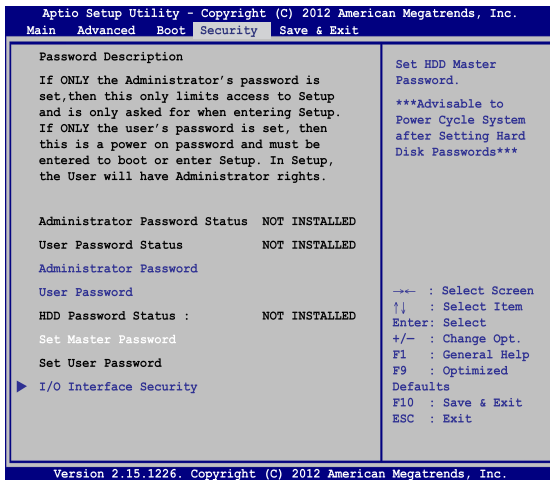 Aptio Setup Utility - Copyright (C) 2012 American Megatrends, Inc.
Main Advanced Boot Security Save & Exit
Password Description
If ONLY the Administrator's password is
set,then this only limits access to Setup
and is only asked for when entering Setup.
If ONLY the user's password is set, then
this is a power on password and must be
entered to boot or enter Setup. In Setup,
the User will have Administrator rights.
Administrator Password Status NOT INSTALLED
User Password Status NOT INSTALLED
Administrator Password
User Password
HDD Password Status : NOT INSTALLED
Set Master Password
Set User Password
I/O Interface Security
Set HDD Master
Password.
***Advisable to
Power Cycle System
after Setting Hard
Disk Passwords***
→← : Select Screen
↑↓ : Select Item
Enter: Select
+/— : Change Opt.
F1 : General Help
F9 : Optimized
Defaults
F10 : Save & Exit
ESC : Exit
Version 2.15.1226. Copyright (C) 2012 American Megatrends, Inc.